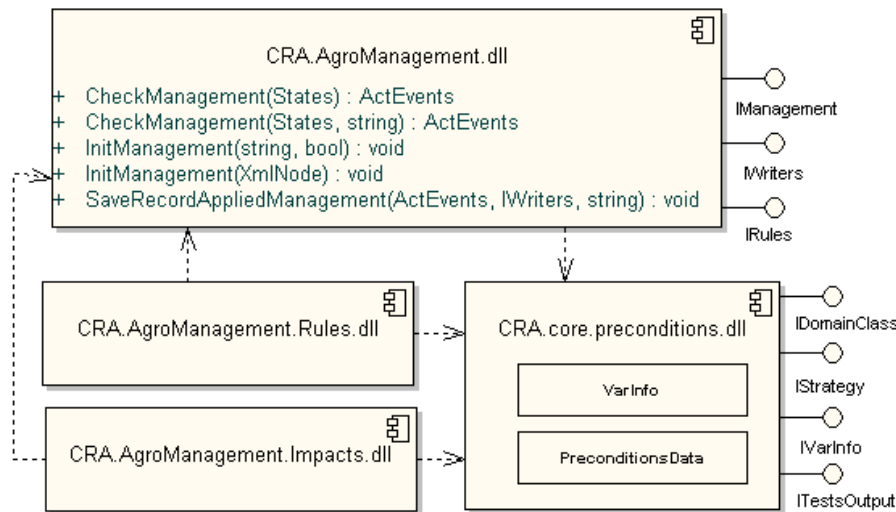 CRA.AgroManagement.dll
+ CheckManagement(States) : ActEvents
+ CheckManagement(States, string) : ActEvents
+ InitManagement(string, bool) : void
+ InitManagement(XmlNode) : void
+ SaveRecordAppliedManagement(ActEvents, IWriters, string) : void
IManagement
IWriters
IRules
CRA.AgroManagement.Rules.dll
CRA.core.preconditions.dll
VarInfo
PreconditionsData
IDomainClass
IStrategy
IVarInfo
ITestsOutput
CRA.AgroManagement.Impacts.dll